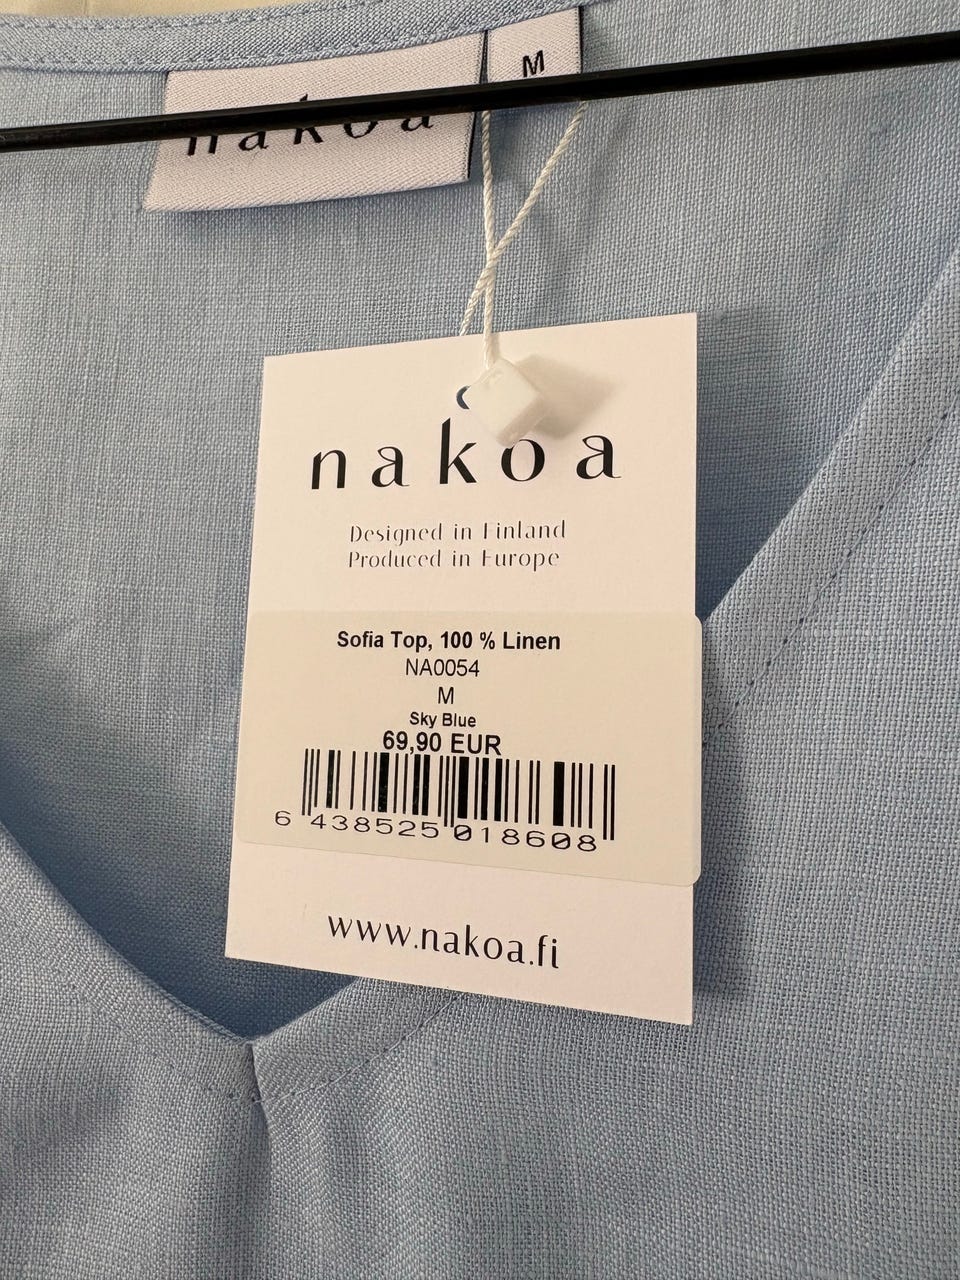 nakoa
M
nakoa
Designed in Finland
Produced in Europe
Sofia Top, 100 % Linen
NA0054
M
Sky Blue
69,90 EUR
6 438525 018608
www.nakoa.fi